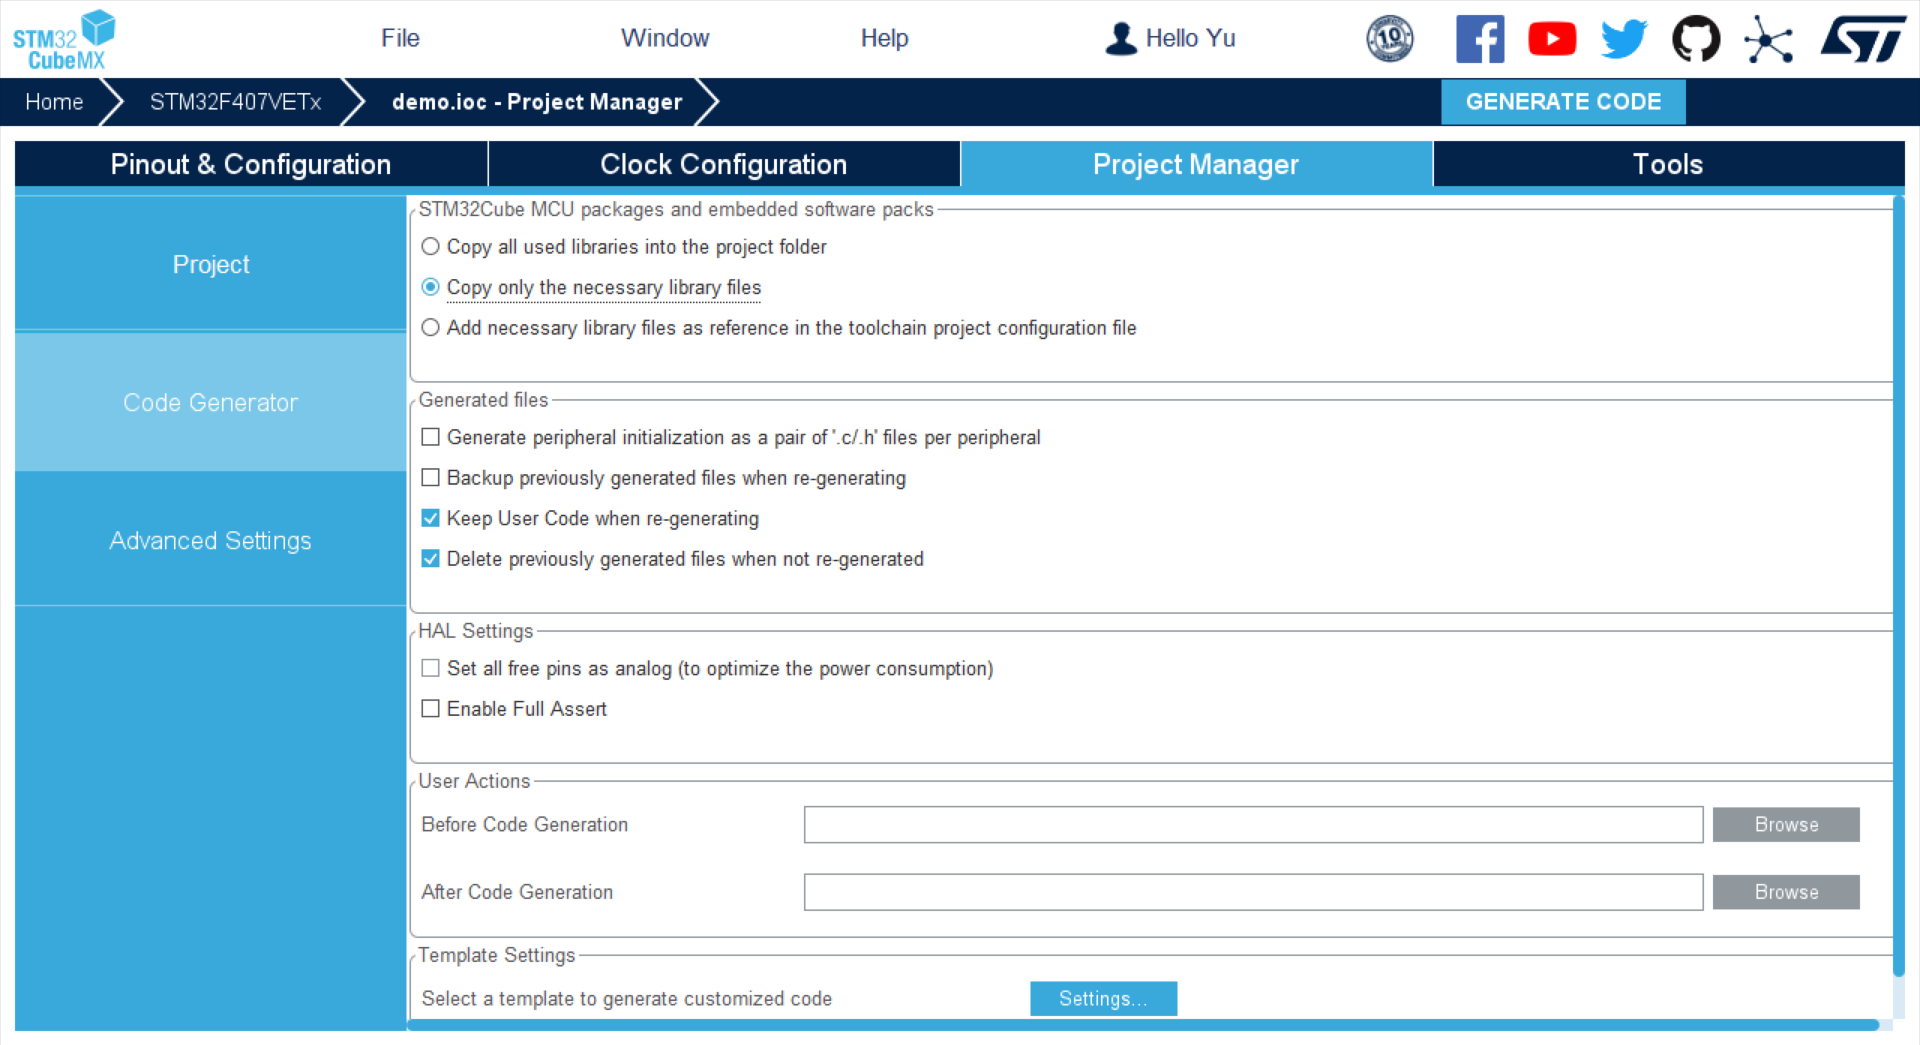 STM32
CubeMX
File
Window
Help
Hello Yu
10
ST
Home
STM32F407VETx
demo.ioc - Project Manager
GENERATE CODE
Pinout & Configuration
Clock Configuration
Project Manager
Tools
Project
Code Generator
Advanced Settings
STM32Cube MCU packages and embedded software packs
Copy all used libraries into the project folder
Copy only the necessary library files
Add necessary library files as reference in the toolchain project configuration file
Generated files
Generate peripheral initialization as a pair of '.c/.h' files per peripheral
Backup previously generated files when re-generating
Keep User Code when re-generating
Delete previously generated files when not re-generated
HAL Settings
Set all free pins as analog (to optimize the power consumption)
Enable Full Assert
User Actions
Before Code Generation
Browse
After Code Generation
Browse
Template Settings
Select a template to generate customized code
Settings...